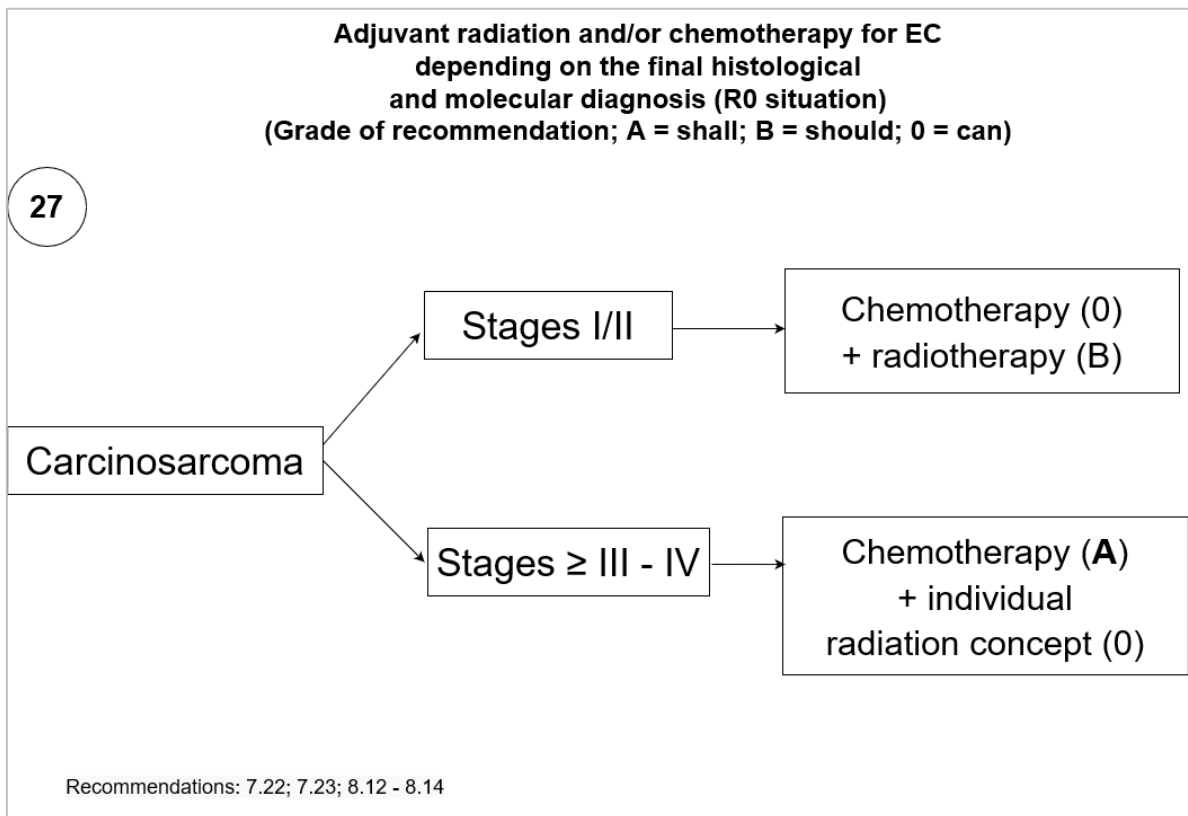 Adjuvant radiation and/or chemotherapy for EC
depending on the final histological
and molecular diagnosis (R0 situation)
(Grade of recommendation; A = shall; B = should; 0 = can)
27
Carcinosarcoma
Stages I/II
Chemotherapy (0)
+ radiotherapy (B)
Stages ≥ III - IV
Chemotherapy (A)
+ individual
radiation concept (0)
Recommendations: 7.22; 7.23; 8.12 - 8.14